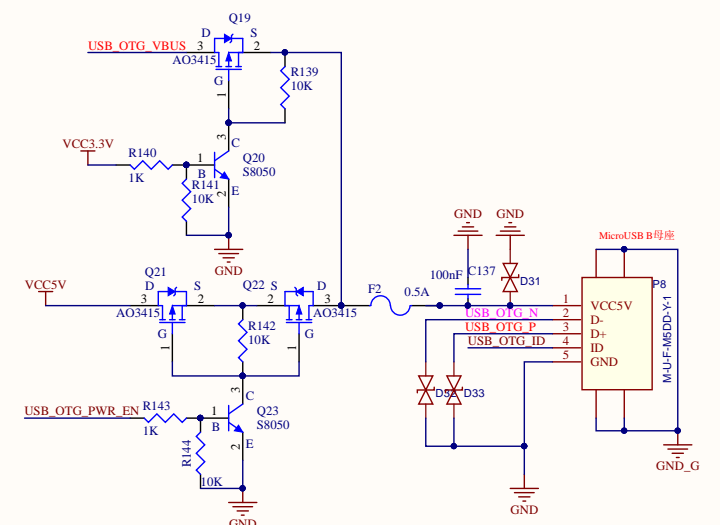 Q19
D
S
USB_OTG_VBUS
3
2
AO3415
G
1
R139
10K
VCC3.3V
R140
1K
1
B
3
C
Q20
S8050
R141
10K
2
E
GND
Q21
D
S
Q22
S
D
VCC5V
3
2
2
3
AO3415
AO3415
G
G
1
1
R142
10K
F2
0.5A
USB_OTG_PWR_EN
R143
1K
1
B
3
C
Q23
S8050
R144
10K
2
E
GND
GND
GND
100nF
C137
D31
MicroUSB B母座
P8
M-U-F-M5DD-Y-1
1
VCC5V
USB_OTG_N
2
D-
USB_OTG_P
3
D+
USB_OTG_ID
4
ID
5
GND
D32
D33
GND
GND_G